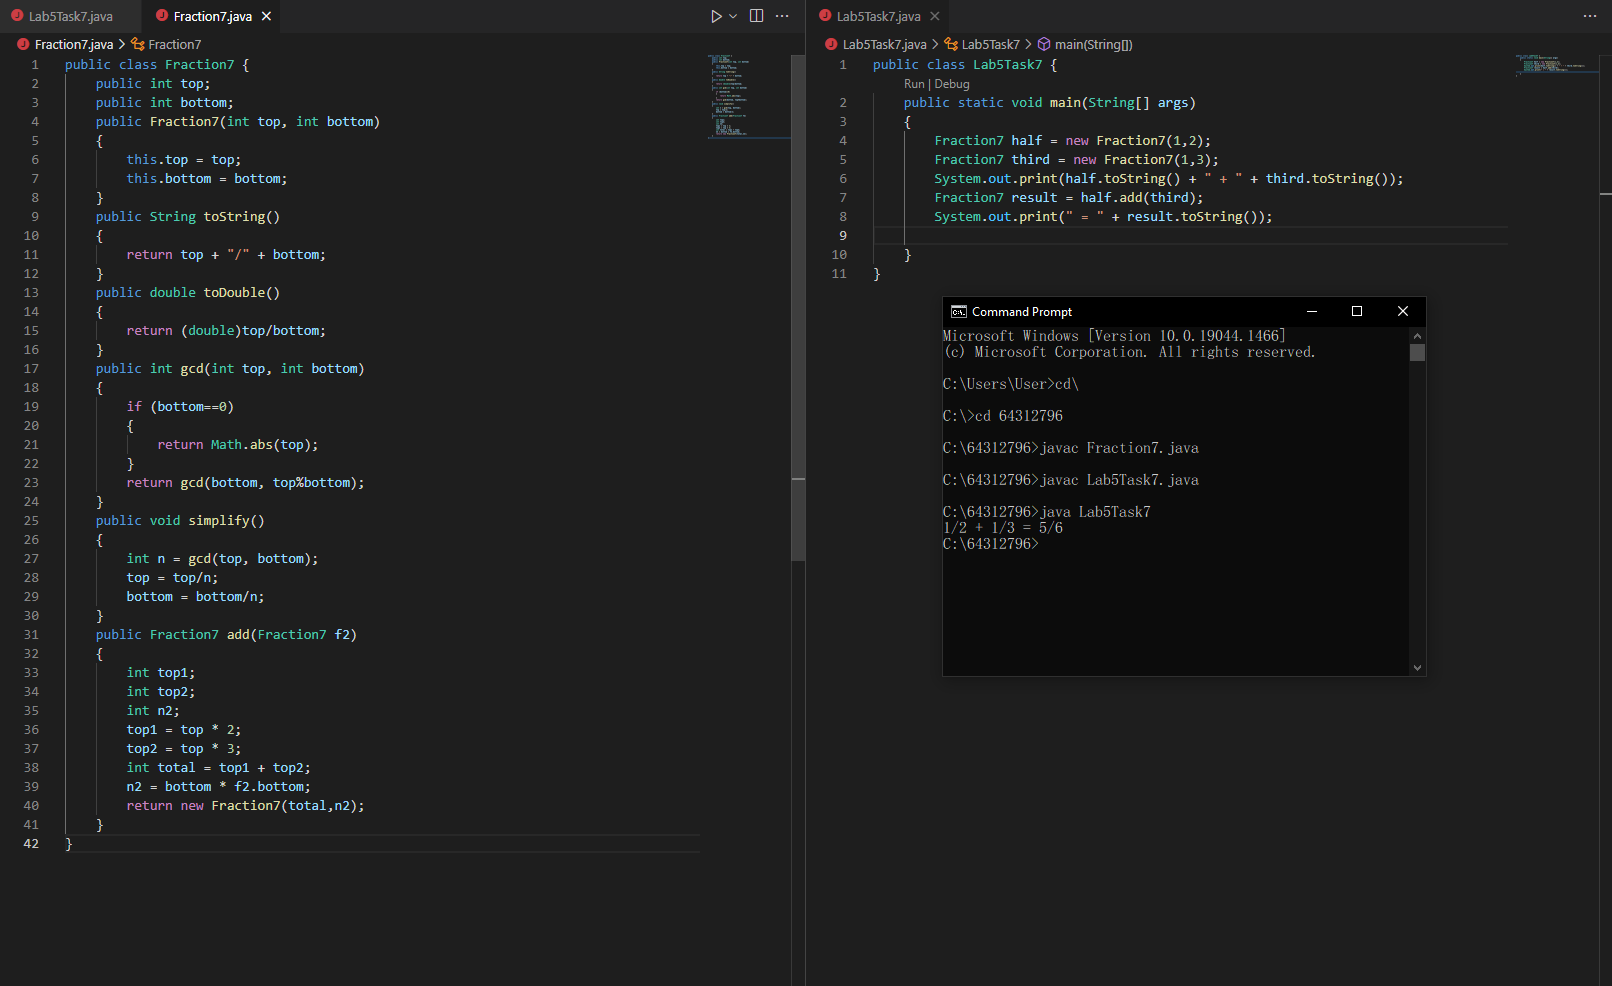 Lab5Task7.java
Fraction7.java
Fraction7.java > Fraction7
1 public class Fraction7 {
2     public int top;
3     public int bottom;
4     public Fraction7(int top, int bottom)
5     {
6         this.top = top;
7         this.bottom = bottom;
8     }
9     public String toString()
10     {
11         return top + "/" + bottom;
12     }
13     public double toDouble()
14     {
15         return (double)top/bottom;
16     }
17     public int gcd(int top, int bottom)
18     {
19         if (bottom==0)
20         {
21             return Math.abs(top);
22         }
23         return gcd(bottom, top%bottom);
24     }
25     public void simplify()
26     {
27         int n = gcd(top, bottom);
28         top = top/n;
29         bottom = bottom/n;
30     }
31     public Fraction7 add(Fraction7 f2)
32     {
33         int top1;
34         int top2;
35         int n2;
36         top1 = top * 2;
37         top2 = top * 3;
38         int total = top1 + top2;
39         n2 = bottom * f2.bottom;
40         return new Fraction7(total,n2);
41     }
42 }
Lab5Task7.java
Lab5Task7.java > Lab5Task7 > main(String[])
1 public class Lab5Task7 {
Run | Debug
2     public static void main(String[] args)
3     {
4         Fraction7 half = new Fraction7(1,2);
5         Fraction7 third = new Fraction7(1,3);
6         System.out.print(half.toString() + " + " + third.toString());
7         Fraction7 result = half.add(third);
8         System.out.print(" = " + result.toString());
9
10     }
11 }
Command Prompt
Microsoft Windows [Version 10.0.19044.1466]
(c) Microsoft Corporation. All rights reserved.
C:\Users\User>cd\
C:\>cd 64312796
C:\64312796>javac Fraction7.java
C:\64312796>javac Lab5Task7.java
C:\64312796>java Lab5Task7
1/2 + 1/3 = 5/6
C:\64312796>